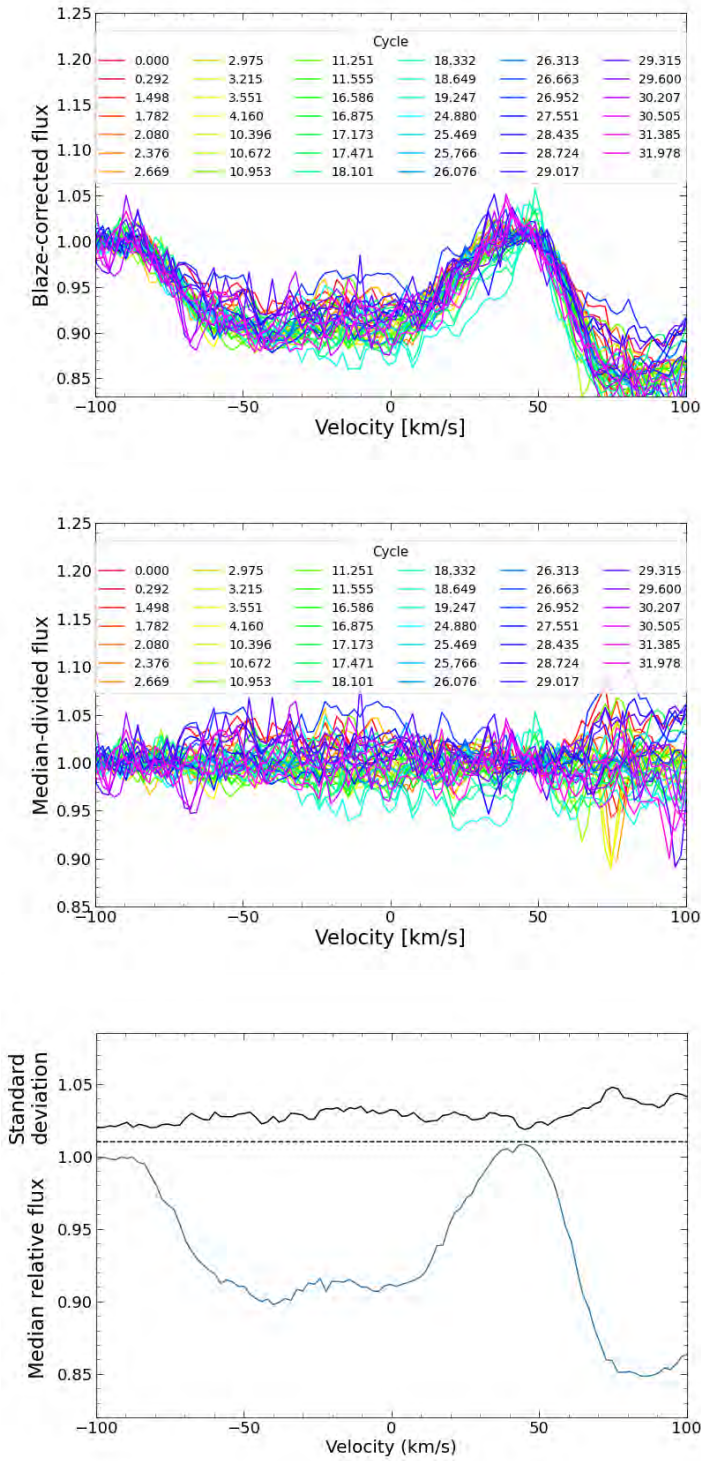 1.25
1.20
1.15
1.10
1.05
1.00
0.95
0.90
0.85
Blaze-corrected flux
Cycle
0.000 2.975 11.251 18.332 26.313 29.315
0.292 3.215 11.555 18.649 26.663 29.600
1.498 3.551 16.586 19.247 26.952 30.207
1.782 4.160 16.875 24.880 27.551 30.505
2.080 10.396 17.173 25.469 28.435 31.385
2.376 10.672 17.471 25.766 28.724 31.978
2.669 10.953 18.101 26.076 29.017
−100 −50 0 50 100
Velocity [km/s]
1.25
1.20
1.15
1.10
1.05
1.00
0.95
0.90
0.85
Median-divided flux
Cycle
0.000 2.975 11.251 18.332 26.313 29.315
0.292 3.215 11.555 18.649 26.663 29.600
1.498 3.551 16.586 19.247 26.952 30.207
1.782 4.160 16.875 24.880 27.551 30.505
2.080 10.396 17.173 25.469 28.435 31.385
2.376 10.672 17.471 25.766 28.724 31.978
2.669 10.953 18.101 26.076 29.017
−100 −50 0 50 100
Velocity [km/s]
Standard
deviation
Median relative flux
1.05
1.00
0.95
0.90
0.85
−100 −50 0 50 100
Velocity (km/s)